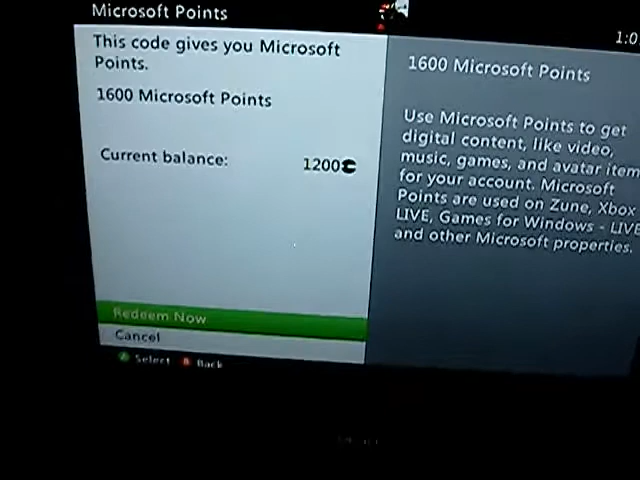 Microsoft Points
This code gives you Microsoft
Points.
1600 Microsoft Points
Current balance:
1200
Redeem Now
Cancel
Select
Back
1:0
1600 Microsoft Points
Use Microsoft Points to get
digital content, like video,
music, games, and avatar item
for your account. Microsoft
Points are used on Zune, Xbox
LIVE, Games for Windows - LIVE
and other Microsoft properties.